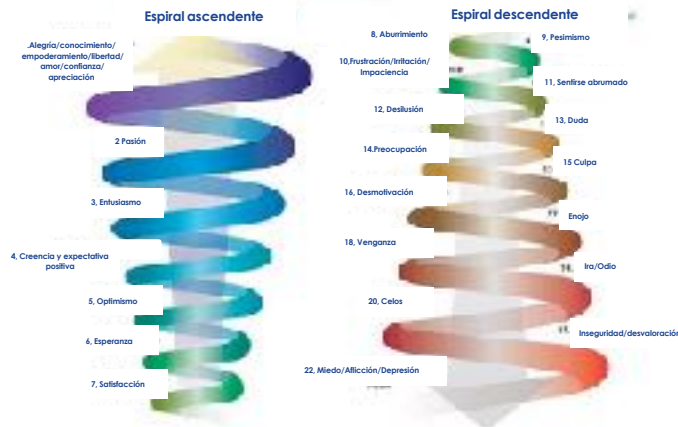 Espiral ascendente
.Alegría/conocimiento/
empoderamiento/libertad/
amor/confianza/
apreciación
2 Pasión
3, Entusiasmo
4, Creencia y expectativa
positiva
5, Optimismo
6, Esperanza
7, Satisfacción
Espiral descendente
8, Aburrimiento
9, Pesimismo
10,Frustración/Irritación/
Impaciencia
11, Sentirse abrumado
12, Desilusión
13, Duda
14.Preocupación
15 Culpa
16, Desmotivación
Enojo
18, Venganza
Ira/Odio
20, Celos
Inseguridad/desvaloración
22, Miedo/Aflicción/Depresión